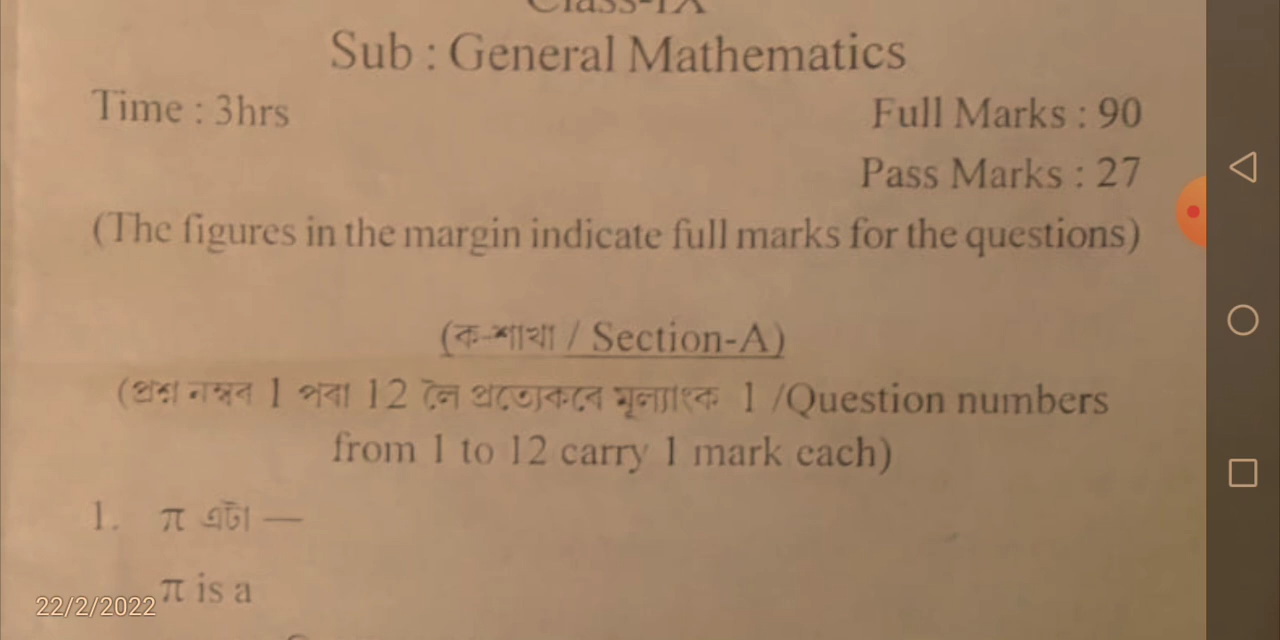 Class-IX
Sub : General Mathematics
Time : 3hrs
Full Marks : 90
Pass Marks : 27
(The figures in the margin indicate full marks for the questions)
(ক-শাখা / Section-A)
(প্ৰশ্ন নম্বৰ 1 পৰা 12 লৈ প্ৰত্যেকৰে মূল্যাংক 1 /Question numbers
from 1 to 12 carry 1 mark each)
1. π এটা —
π is a
22/2/2022